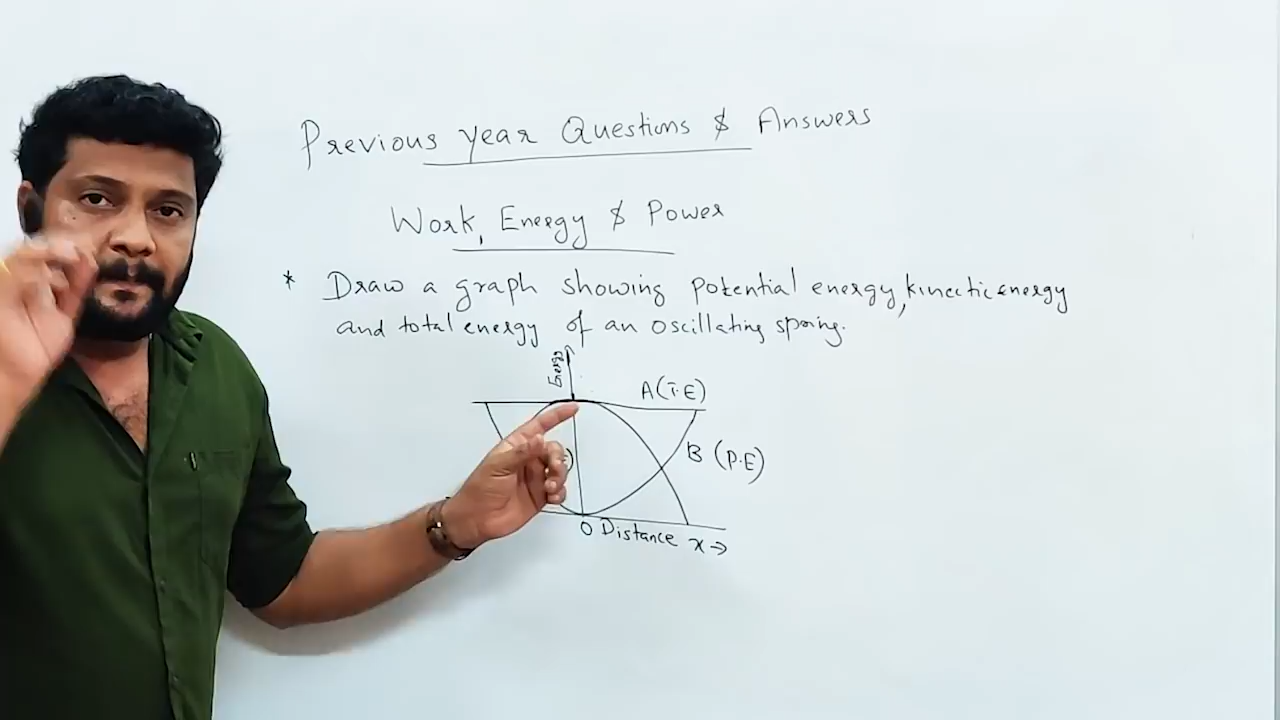 Previous year Questions & Answers
Work, Energy & Power
* Draw a graph showing potential energy, kinectic energy
and total energy of an oscillating spring.
Energy
A (T.E)
B (P.E)
O Distance x→